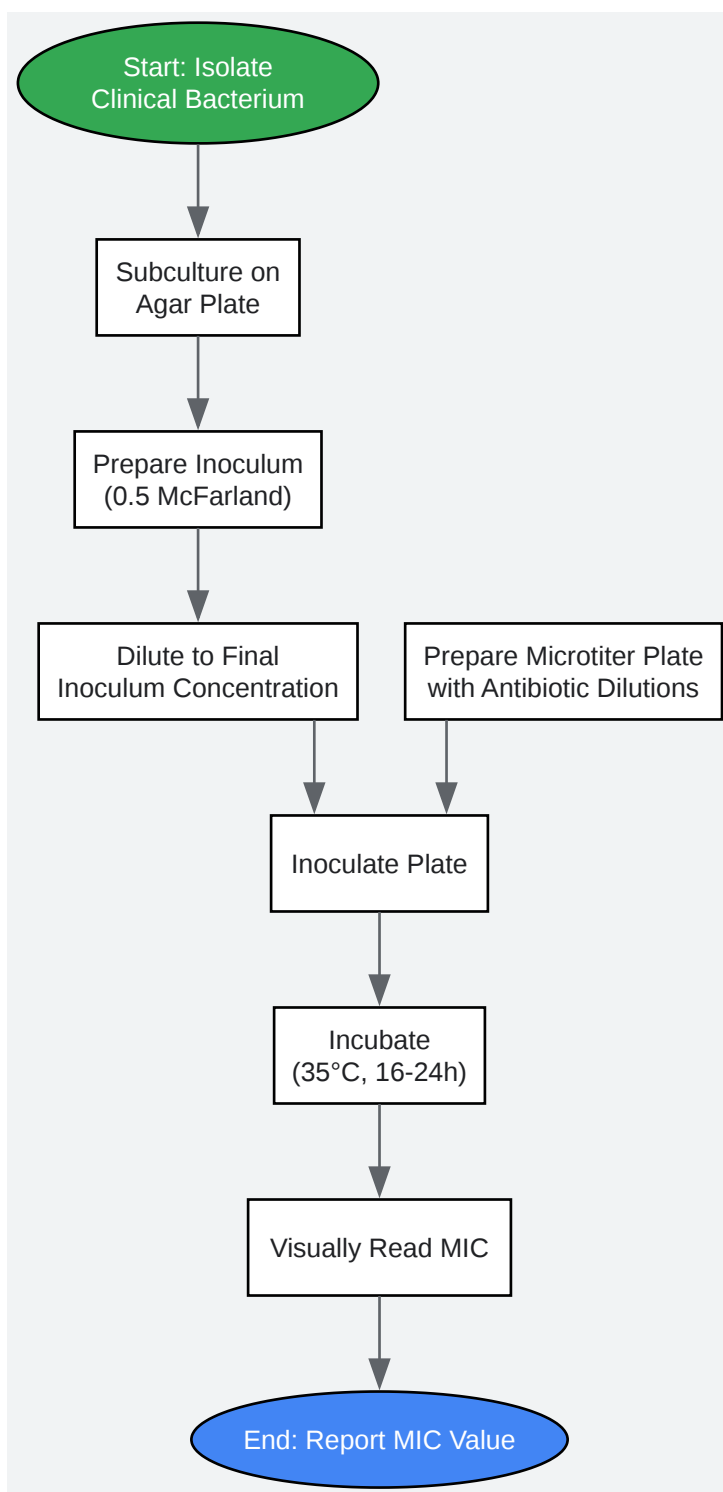 Start: Isolate
Clinical Bacterium
Subculture on
Agar Plate
Prepare Inoculum
(0.5 McFarland)
Dilute to Final
Inoculum Concentration
Prepare Microtiter Plate
with Antibiotic Dilutions
Inoculate Plate
Incubate
(35°C, 16-24h)
Visually Read MIC
End: Report MIC Value